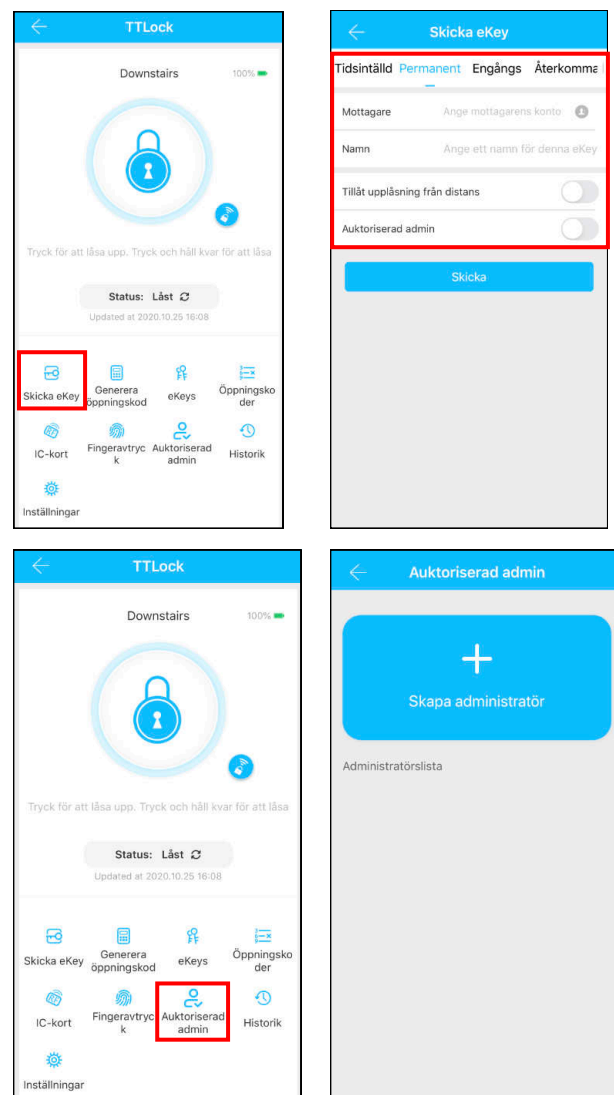 TTLock
Downstairs
100%
Tryck för att låsa upp. Tryck och håll kvar för att låsa
Status: Låst
Updated at 2020.10.25 16:08
Skicka eKey
Generera
öppningskod
eKeys
Öppningsko
der
IC-kort
Fingeravtryc
k
Auktoriserad
admin
Historik
Inställningar
Skicka eKey
Tidsintälld Permanent Engångs Återkomma
Mottagare Ange mottagarens konto
Namn Ange ett namn för denna eKey
Tillåt upplåsning från distans
Auktoriserad admin
Skicka
TTLock
Downstairs
100%
Tryck för att låsa upp. Tryck och håll kvar för att låsa
Status: Låst
Updated at 2020.10.25 16:08
Skicka eKey
Generera
öppningskod
eKeys
Öppningsko
der
IC-kort
Fingeravtryc
k
Auktoriserad
admin
Historik
Inställningar
Auktoriserad admin
Skapa administratör
Administratörslista